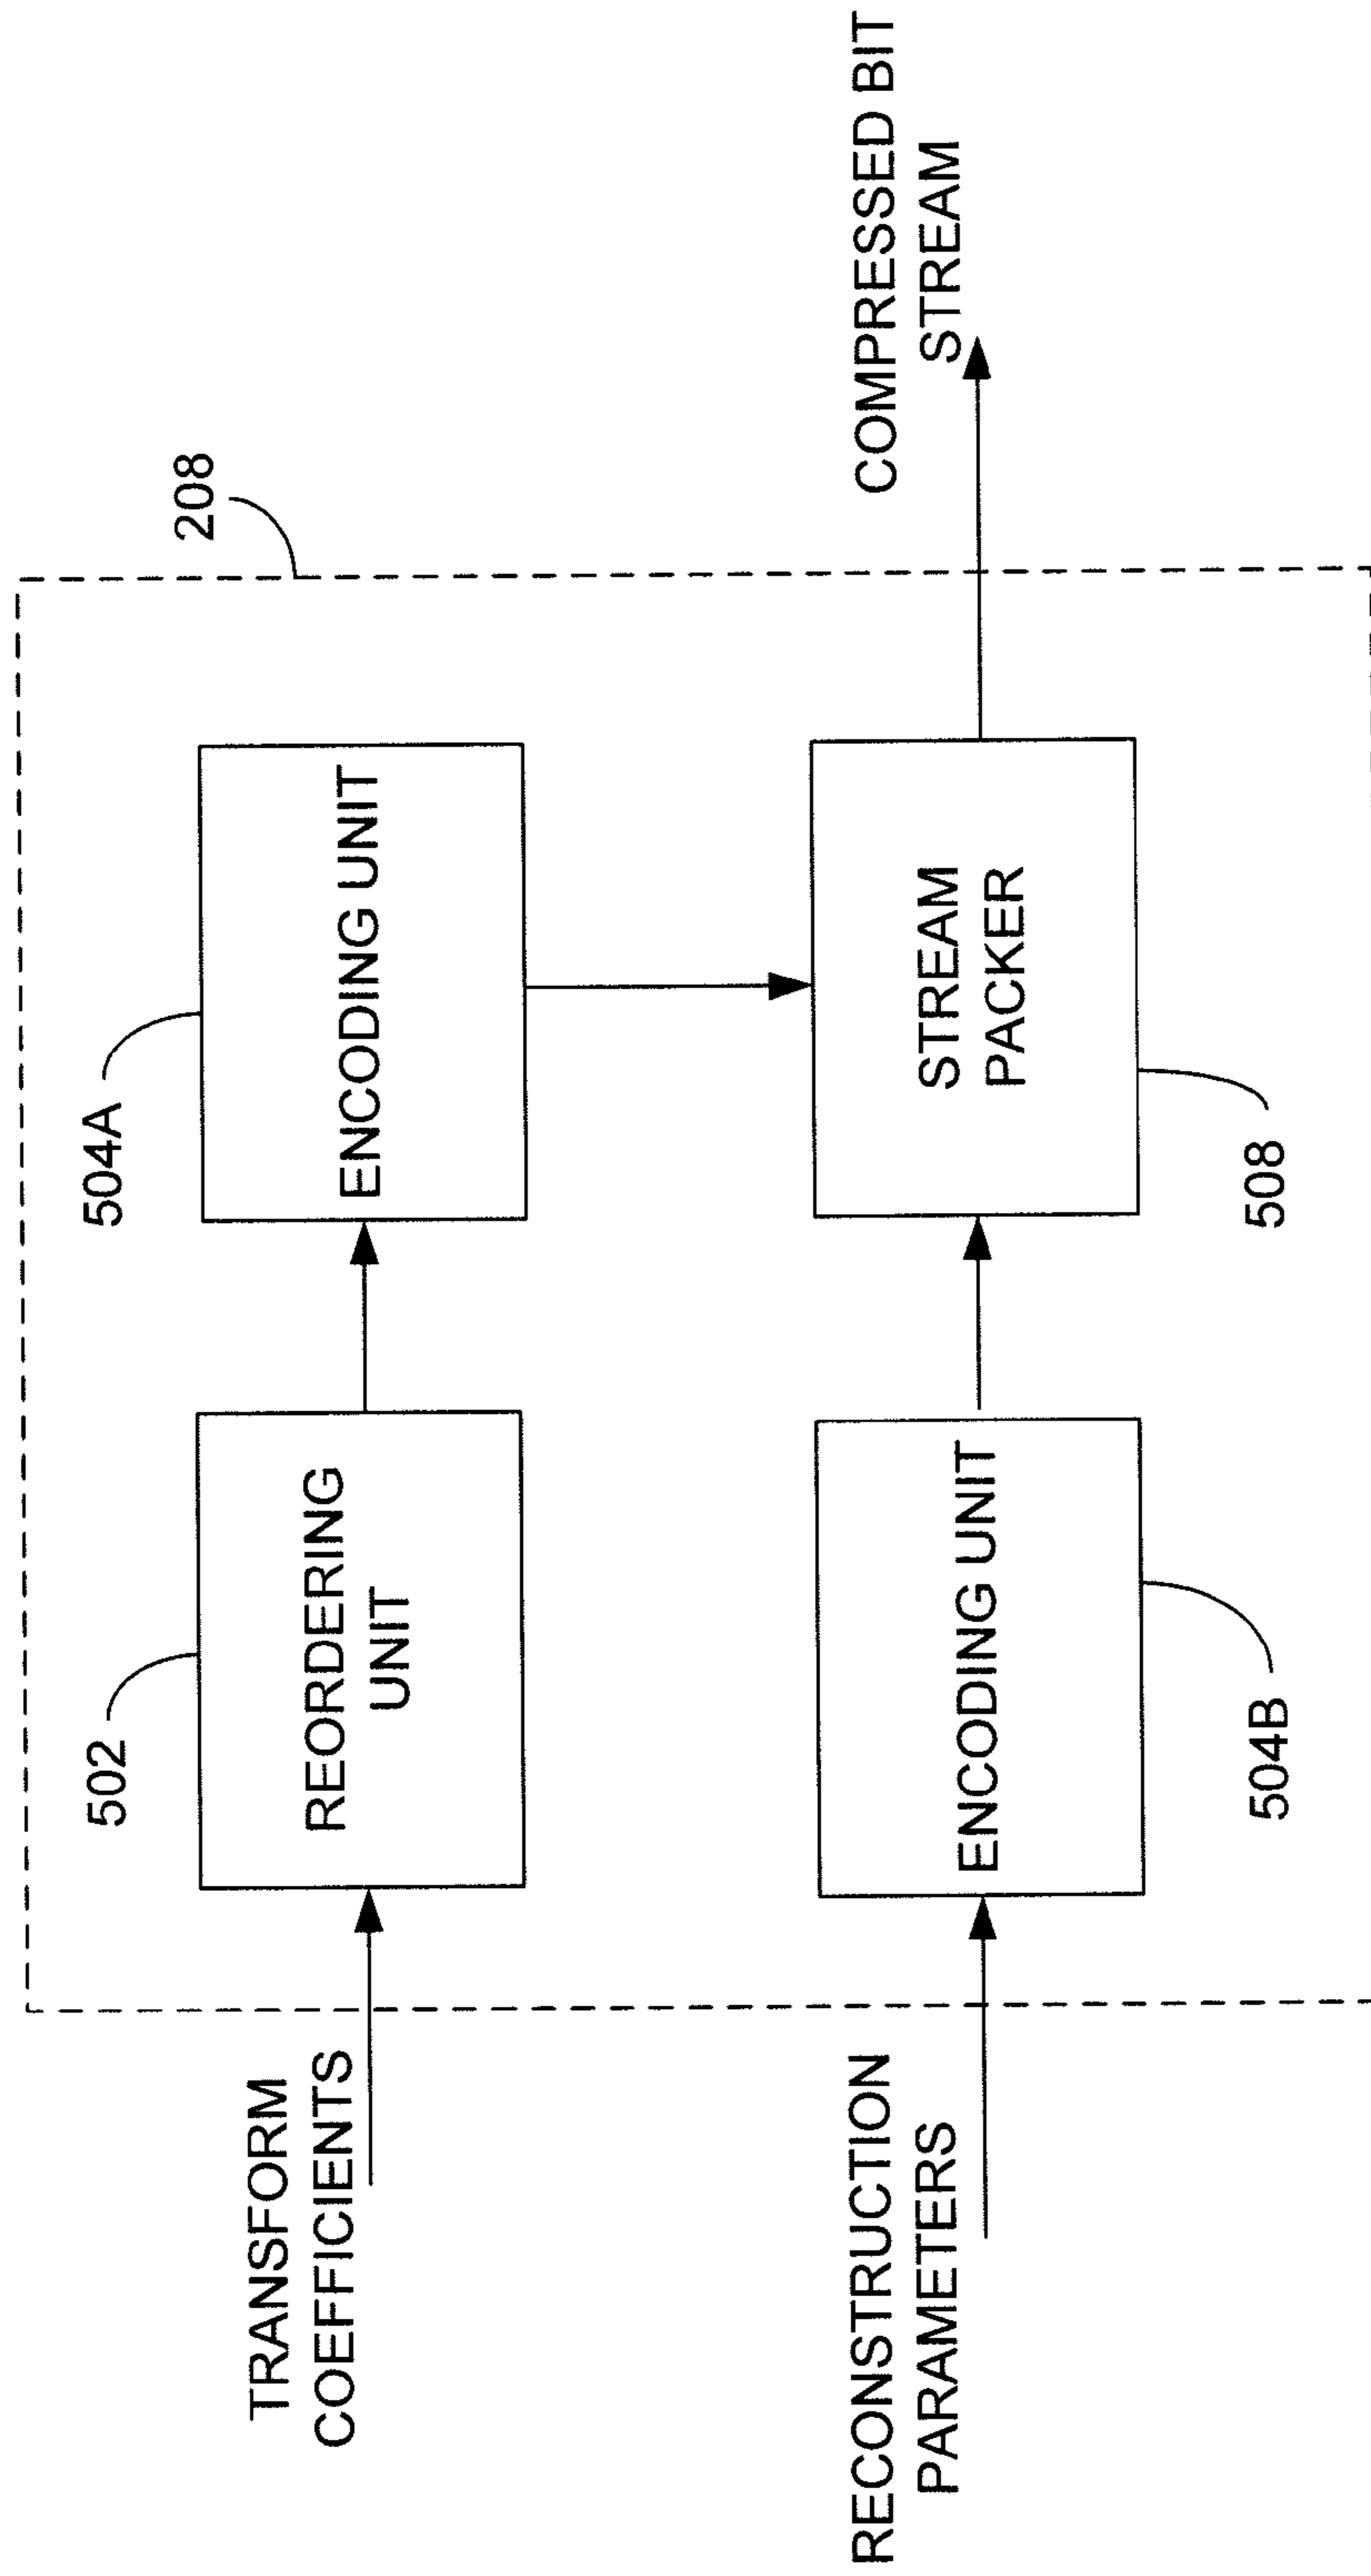 208
502
504A
TRANSFORM
COEFFICIENTS
REORDERING
UNIT
ENCODING UNIT
RECONSTRUCTION
PARAMETERS
ENCODING UNIT
STREAM
PACKER
COMPRESSED BIT
STREAM
504B
508